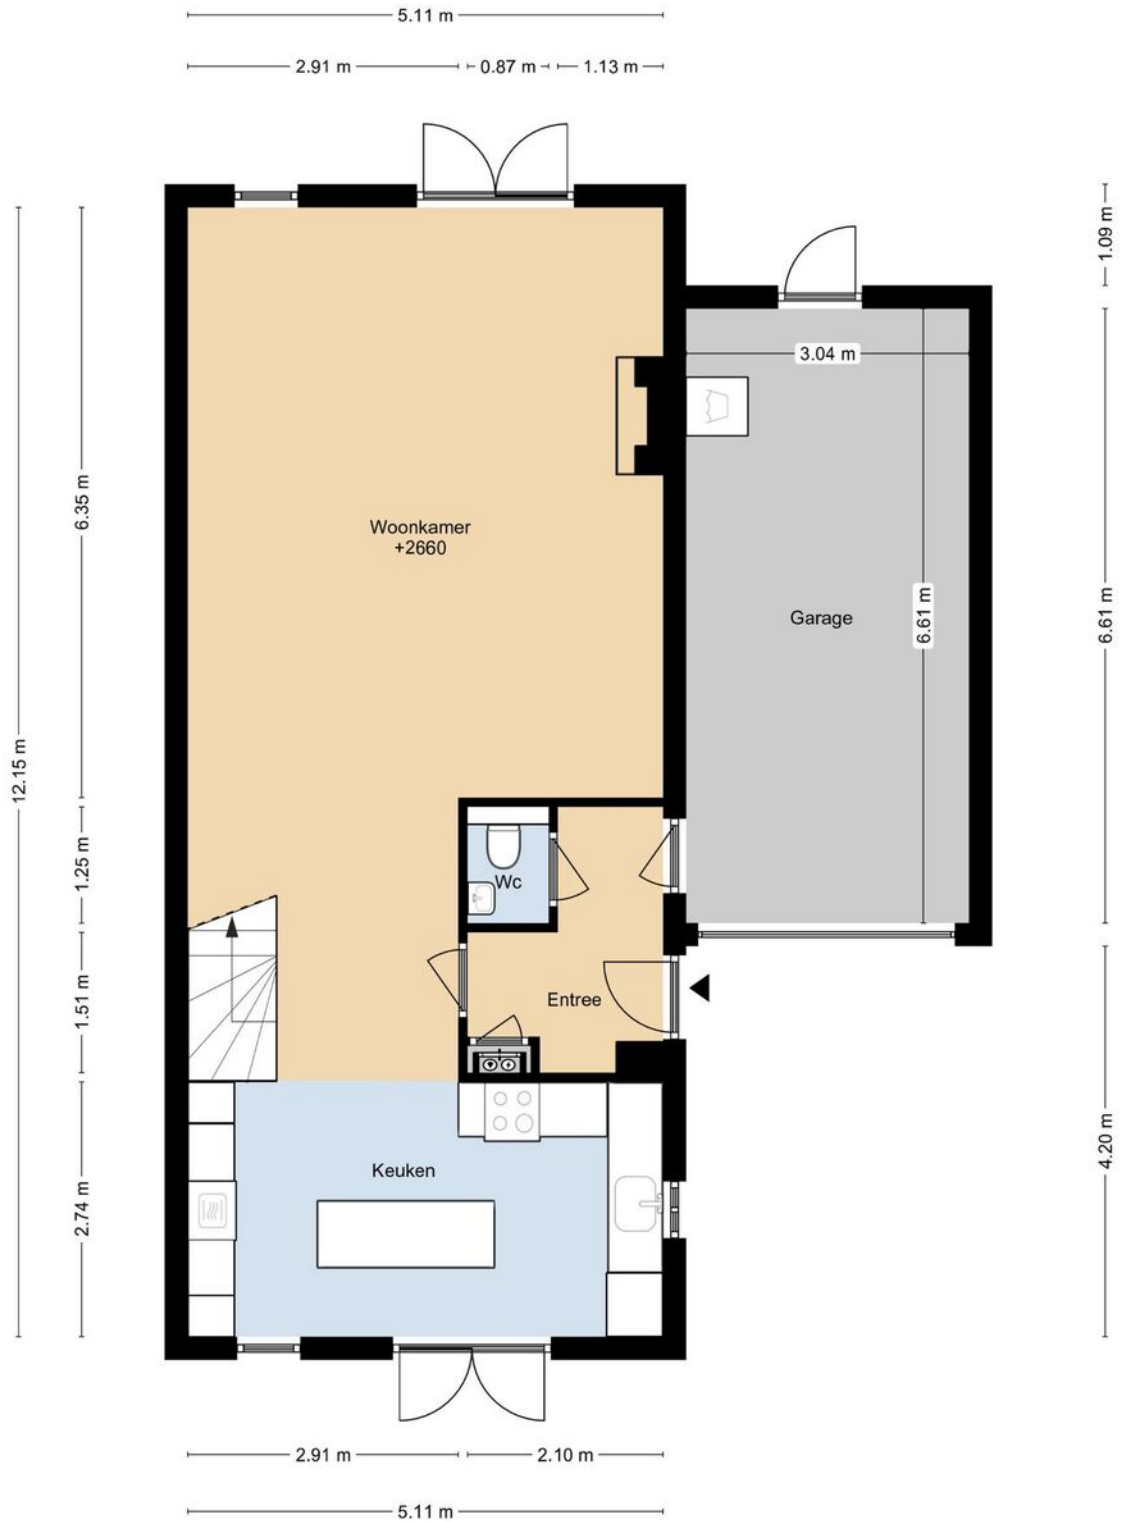 5.11 m
2.91 m
0.87 m
1.13 m
1.09 m
3.04 m
6.35 m
Woonkamer
+2660
6.61 m
6.61 m
Garage
12.15 m
1.25 m
Wc
1.51 m
Entree
4.20 m
Keuken
2.74 m
2.91 m
2.10 m
5.11 m